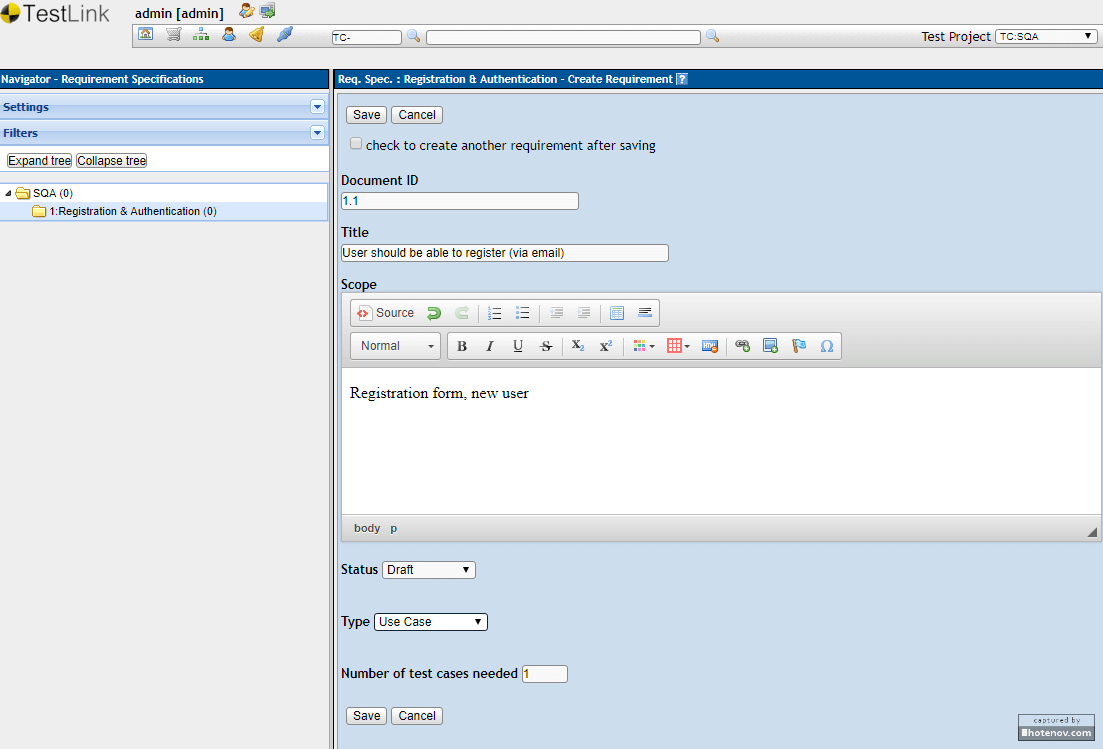 TestLink
admin [admin]
TC-
Test Project TC:SQA
Navigator - Requirement Specifications
Settings
Filters
Expand tree Collapse tree
SQA (0)
1:Registration & Authentication (0)
Req. Spec. : Registration & Authentication - Create Requirement ?
Save Cancel
check to create another requirement after saving
Document ID
1.1
Title
User should be able to register (via email)
Scope
Source
Normal B I U S X2 x2 Ω
Registration form, new user
body p
Status Draft
Type Use Case
Number of test cases needed 1
Save Cancel
captured by
hotenov.com